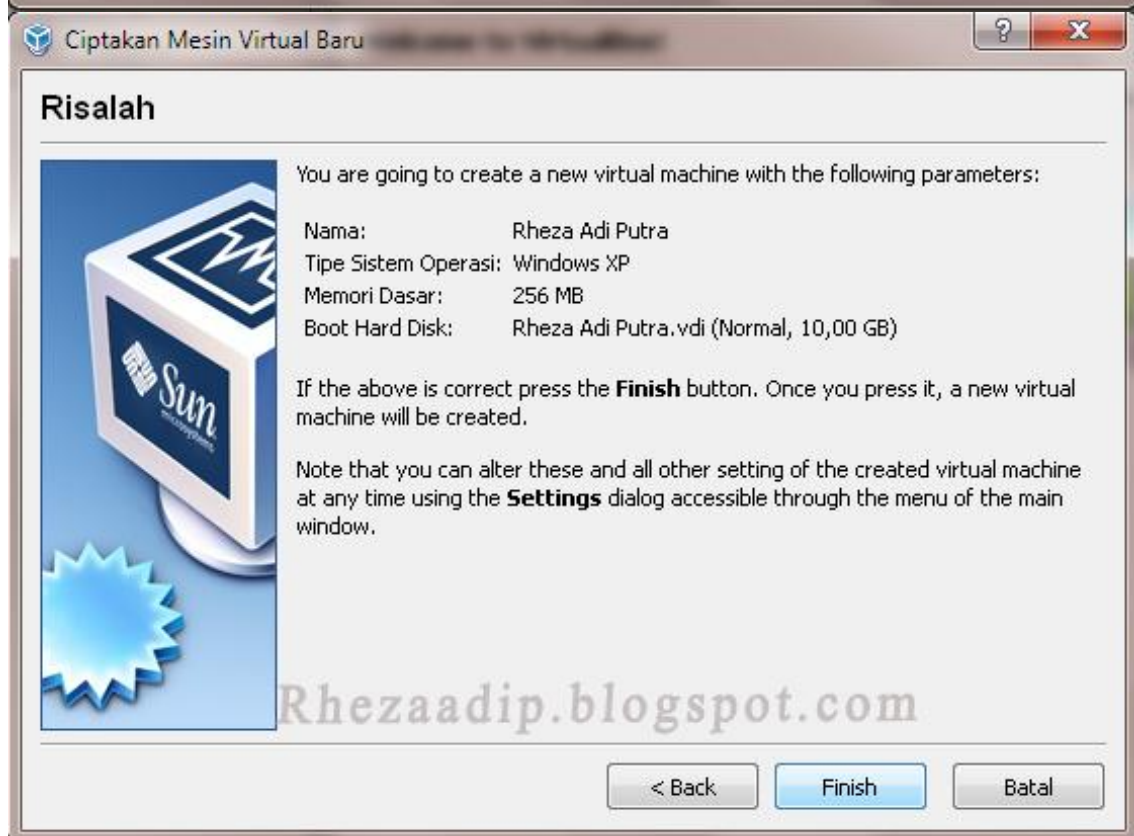 Ciptakan Mesin Virtual Baru
Risalah
You are going to create a new virtual machine with the following parameters:
Nama: Rheza Adi Putra
Tipe Sistem Operasi: Windows XP
Memori Dasar: 256 MB
Boot Hard Disk: Rheza Adi Putra.vdi (Normal, 10,00 GB)
If the above is correct press the Finish button. Once you press it, a new virtual
machine will be created.
Note that you can alter these and all other setting of the created virtual machine
at any time using the Settings dialog accessible through the menu of the main
window.
Sun
microsystems
Rhezaadip.blogspot.com
< Back Finish Batal